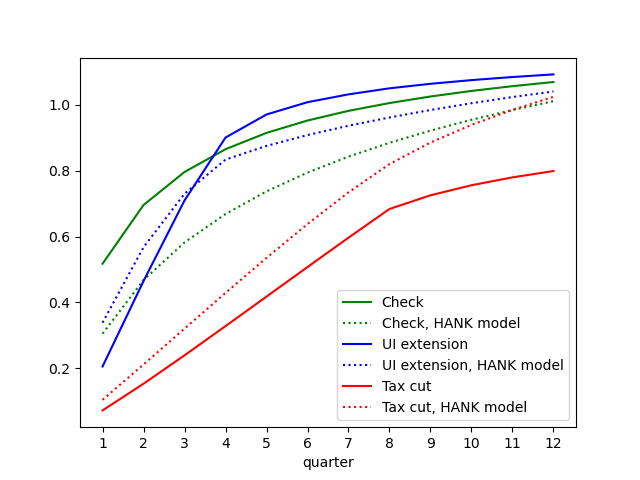 1.0
0.8
0.6
0.4
0.2
Check
Check, HANK model
UI extension
UI extension, HANK model
Tax cut
Tax cut, HANK model
1 2 3 4 5 6 7 8 9 10 11 12
quarter